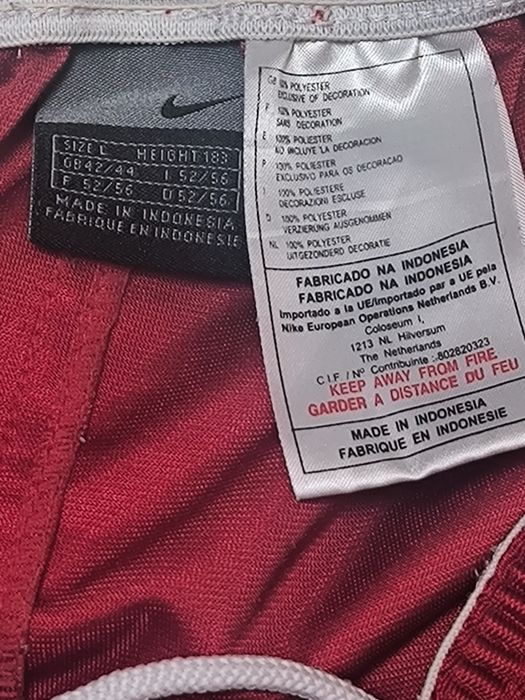 SIZE L HEIGHT 183
GB 42/44 I 52/56
F 52/56 D 52/56
MADE IN INDONESIA
FABRIQUE EN INDONESIE
GB 100% POLYESTER
EXCLUSIVE OF DECORATION
F 100% POLYESTER
SANS DECORATION
E 100% POLIESTER
NO INCLUYE LA DECORACION
P 100% POLIESTER
EXCLUSIVO PARA OS DECORACAO
I 100% POLIESTERE
DECORAZIONI ESCLUSE
D 100% POLYESTER
VERZIERUNG AUSGENOMMEN
NL 100% POLYESTER
UITGEZONDERD DECORATIE
FABRICADO NA INDONESIA
FABRICADO NA INDONESIA
Importado a la UE/Importado par a UE pela
Nike European Operations Netherlands B.V.
Coloseum I,
1213 NL Hilversum
The Netherlands
C.I.F / Nº Contribuinte :802820323
KEEP AWAY FROM FIRE
GARDER A DISTANCE DU FEU
MADE IN INDONESIA
FABRIQUE EN INDONESIE